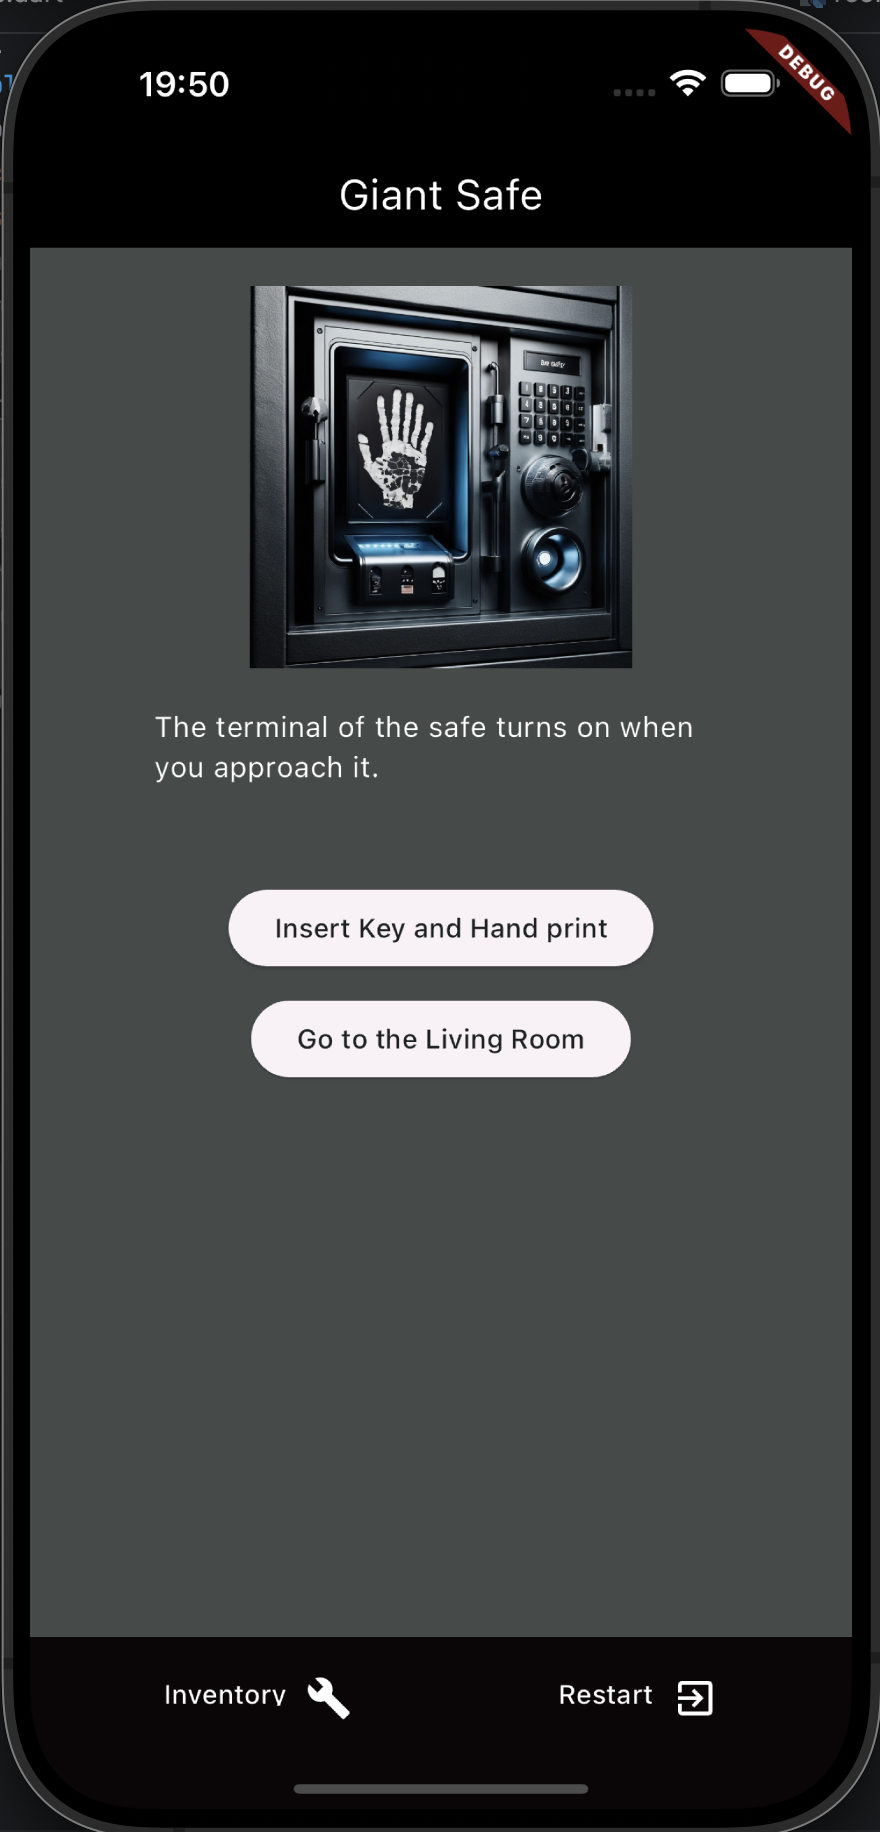 19:50
DEBUG
Giant Safe
The terminal of the safe turns on when
you approach it.
Insert Key and Hand print
Go to the Living Room
Inventory
Restart